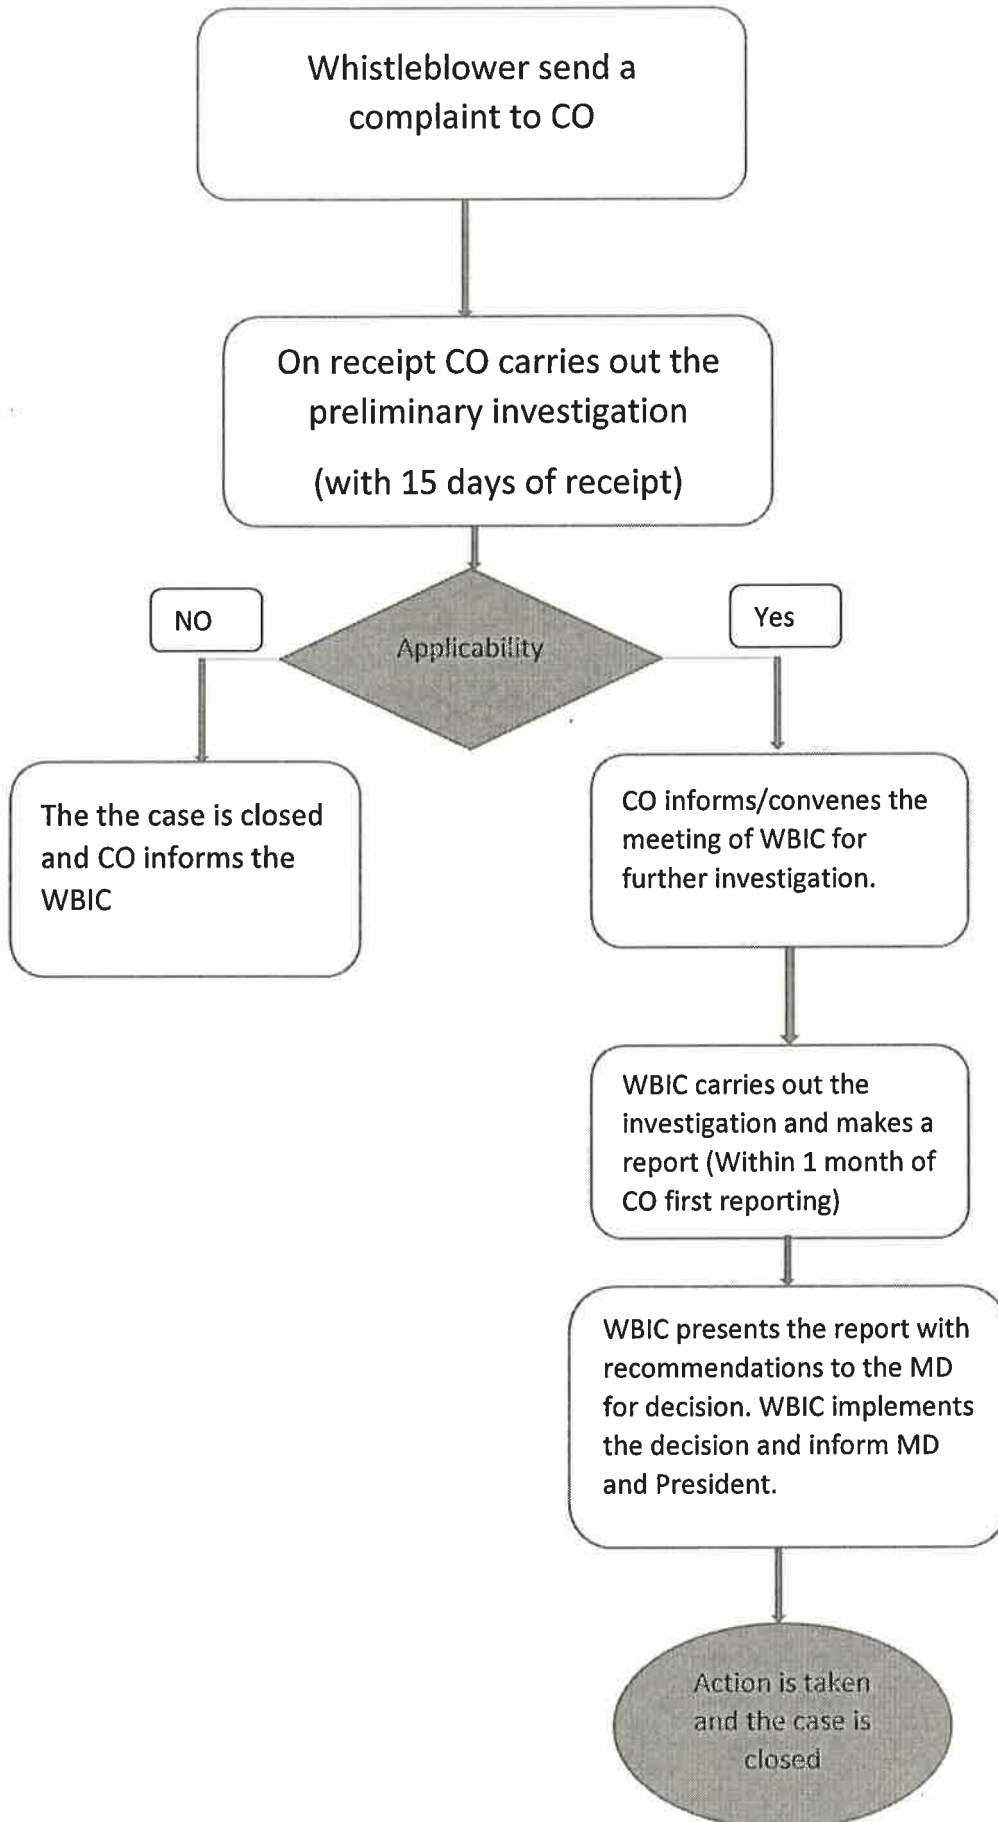 Whistleblower send a
complaint to CO
On receipt CO carries out the
preliminary investigation
(with 15 days of receipt)
Applicability
NO
Yes
The the case is closed
and CO informs the
WBIC
CO informs/convenes the
meeting of WBIC for
further investigation.
WBIC carries out the
investigation and makes a
report (Within 1 month of
CO first reporting)
WBIC presents the report with
recommendations to the MD
for decision. WBIC implements
the decision and inform MD
and President.
Action is taken
and the case is
closed